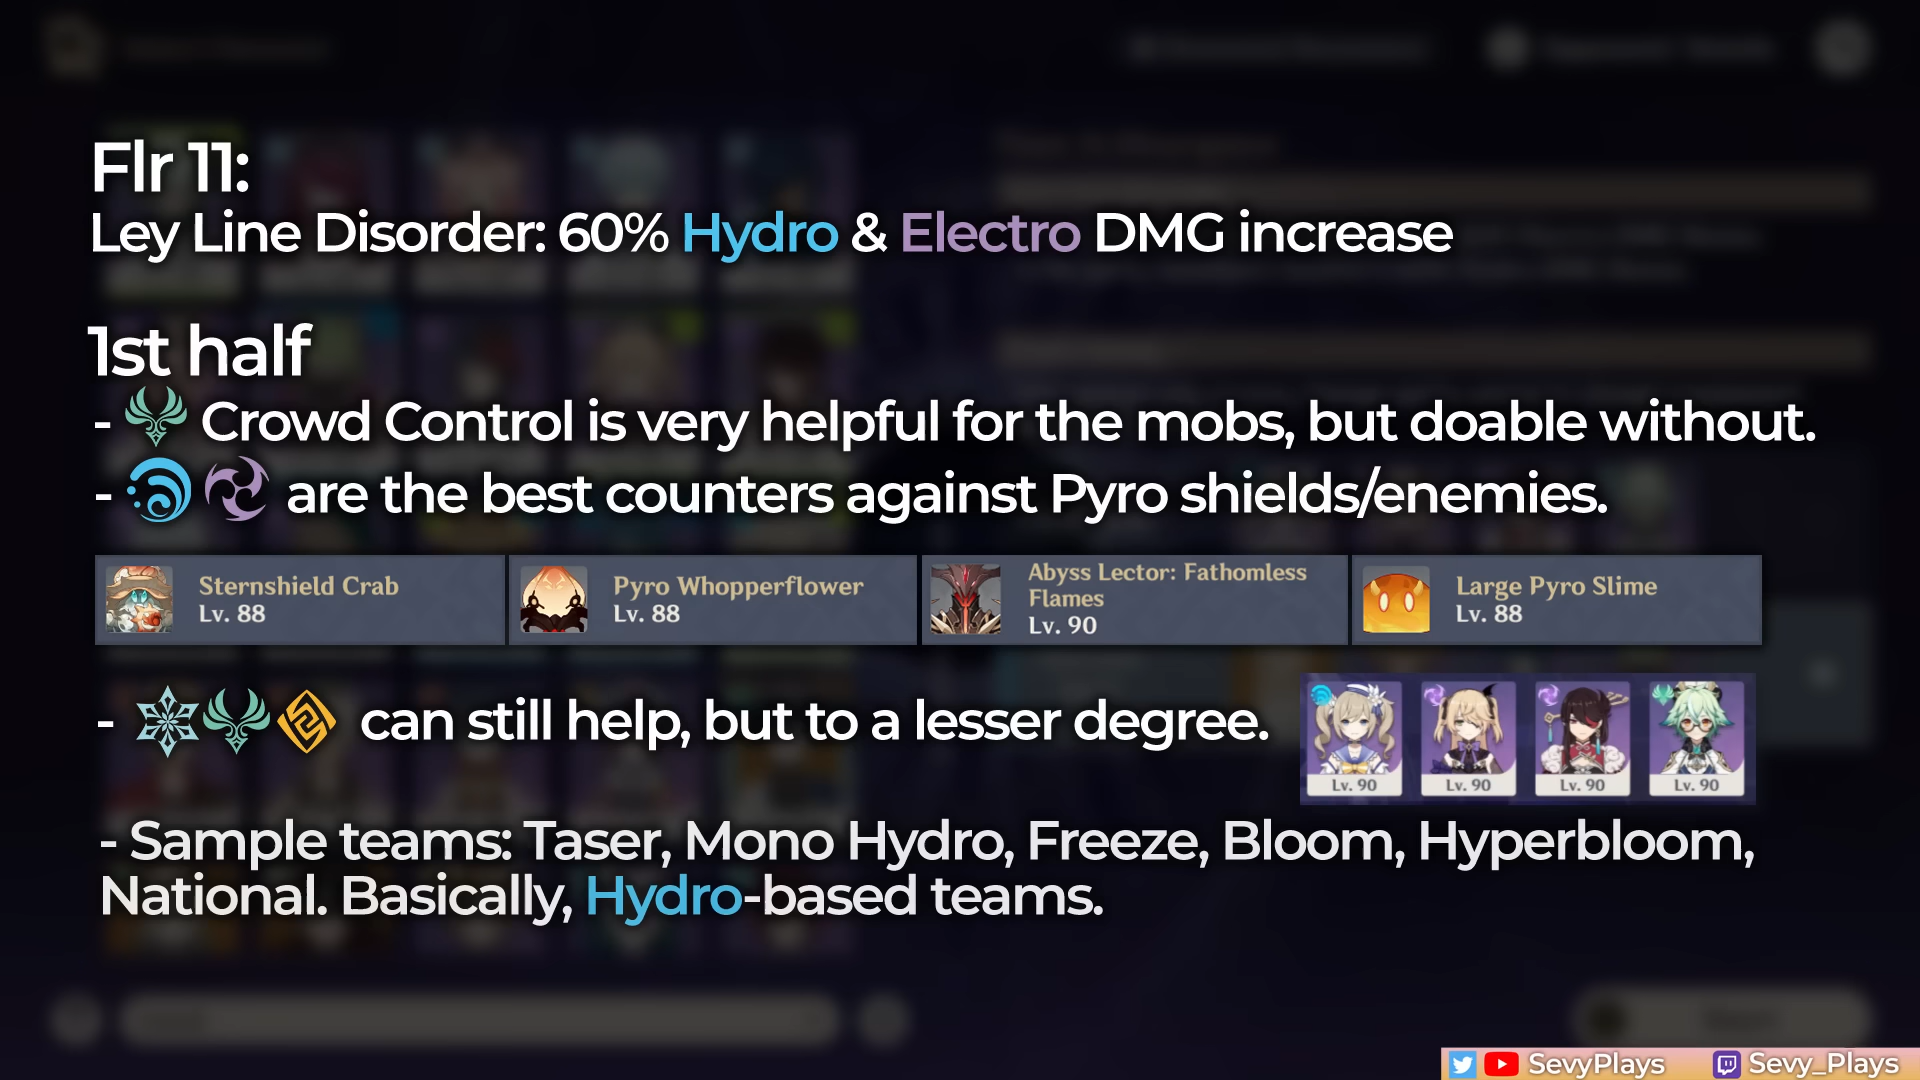 Flr 11:
Ley Line Disorder: 60% Hydro & Electro DMG increase
1st half
- Crowd Control is very helpful for the mobs, but doable without.
- are the best counters against Pyro shields/enemies.
Sternshield Crab
Lv. 88
Pyro Whopperflower
Lv. 88
Abyss Lector: Fathomless
Flames
Lv. 90
Large Pyro Slime
Lv. 88
- can still help, but to a lesser degree.
Lv. 90
Lv. 90
Lv. 90
Lv. 90
- Sample teams: Taser, Mono Hydro, Freeze, Bloom, Hyperbloom,
National. Basically, Hydro-based teams.
SevyPlays
Sevy_Plays